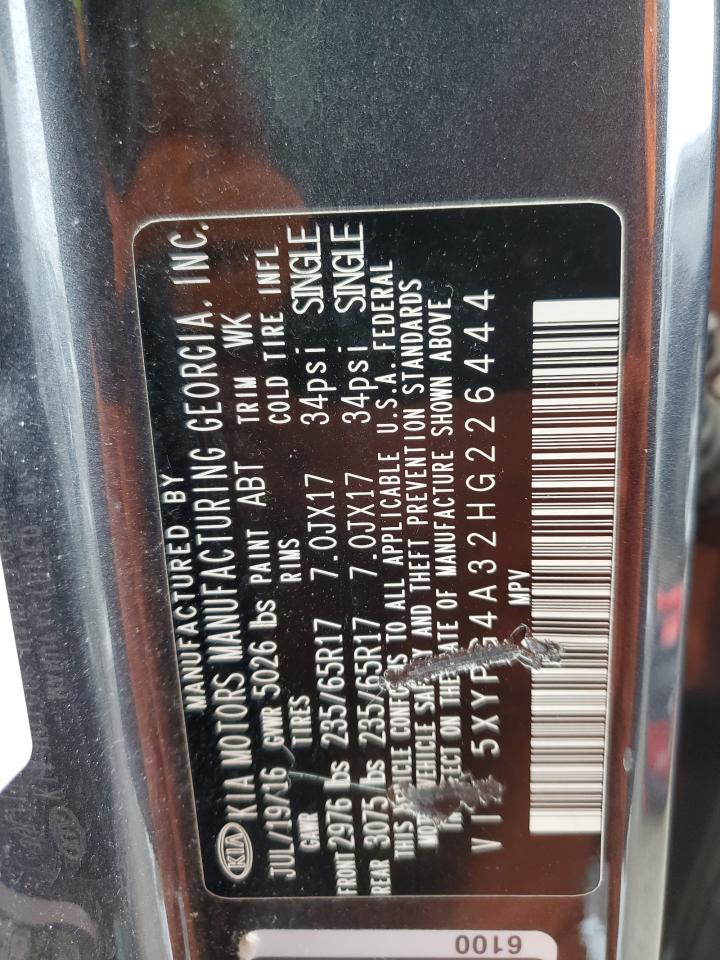 MANUFACTURED BY
KIA KIA MOTORS MANUFACTURING GEORGIA, INC.
JUL/19/16 GVWR 5026 lbs PAINT ABT TRIM WK
GAWR TIRES RIMS COLD TIRE INFL
FRONT 2976 lbs 235/65R17 7.0JX17 34psi SINGLE
REAR 3075 lbs 235/65R17 7.0JX17 34psi SINGLE
THIS VEHICLE CONFORMS TO ALL APPLICABLE U.S.A. FEDERAL
MOTOR VEHICLE SAFETY AND THEFT PREVENTION STANDARDS
IN EFFECT ON THE DATE OF MANUFACTURE SHOWN ABOVE
5XYPG4A32HG226444
MPV
6100